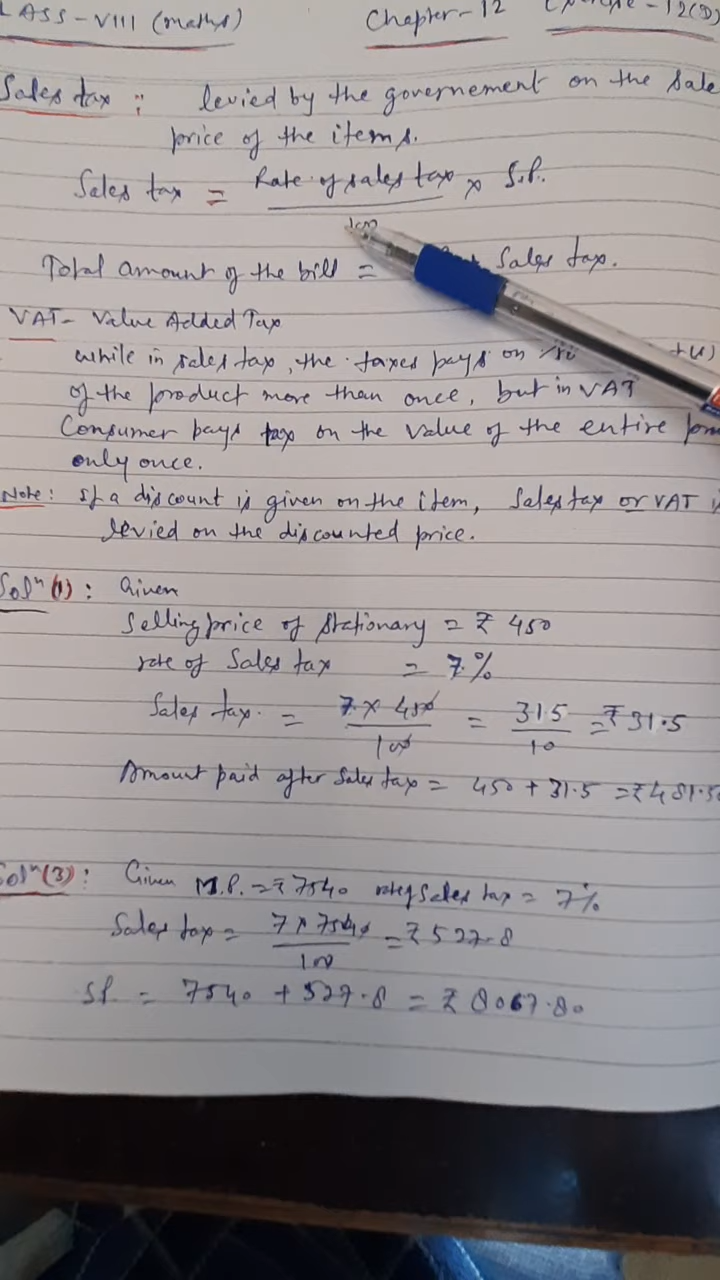 LASS-VIII (maths) Chapter-12 - 12(D)
Sales tax : levied by the governement on the sale
price of the items.
Sales tax = Rate of sales tax × S.P.
100
Total amount of the bill = Sales tax.
VAT- Value Added Tax
while in sales tax, the taxes pays on
of the product more than once, but in VAT
Consumer pays tax on the value of the entire
only once.
Note: If a discount is given on the item, Sales tax or VAT is
levied on the discounted price.
Solⁿ(1): Given
Selling price of Stationary = ₹ 450
rate of Sales tax = 7%
Sales tax. = 7 × 450 / 100 = 315 / 10 = ₹31.5
Amount paid after Sales tax = 450 + 31.5 = ₹481.50
Solⁿ(3): Given M.P. = ₹7540 rate of Sales tax = 7%
Sales tax = 7 × 7540 / 100 = ₹527.8
SP. = 7540 + 527.8 = ₹8067.80